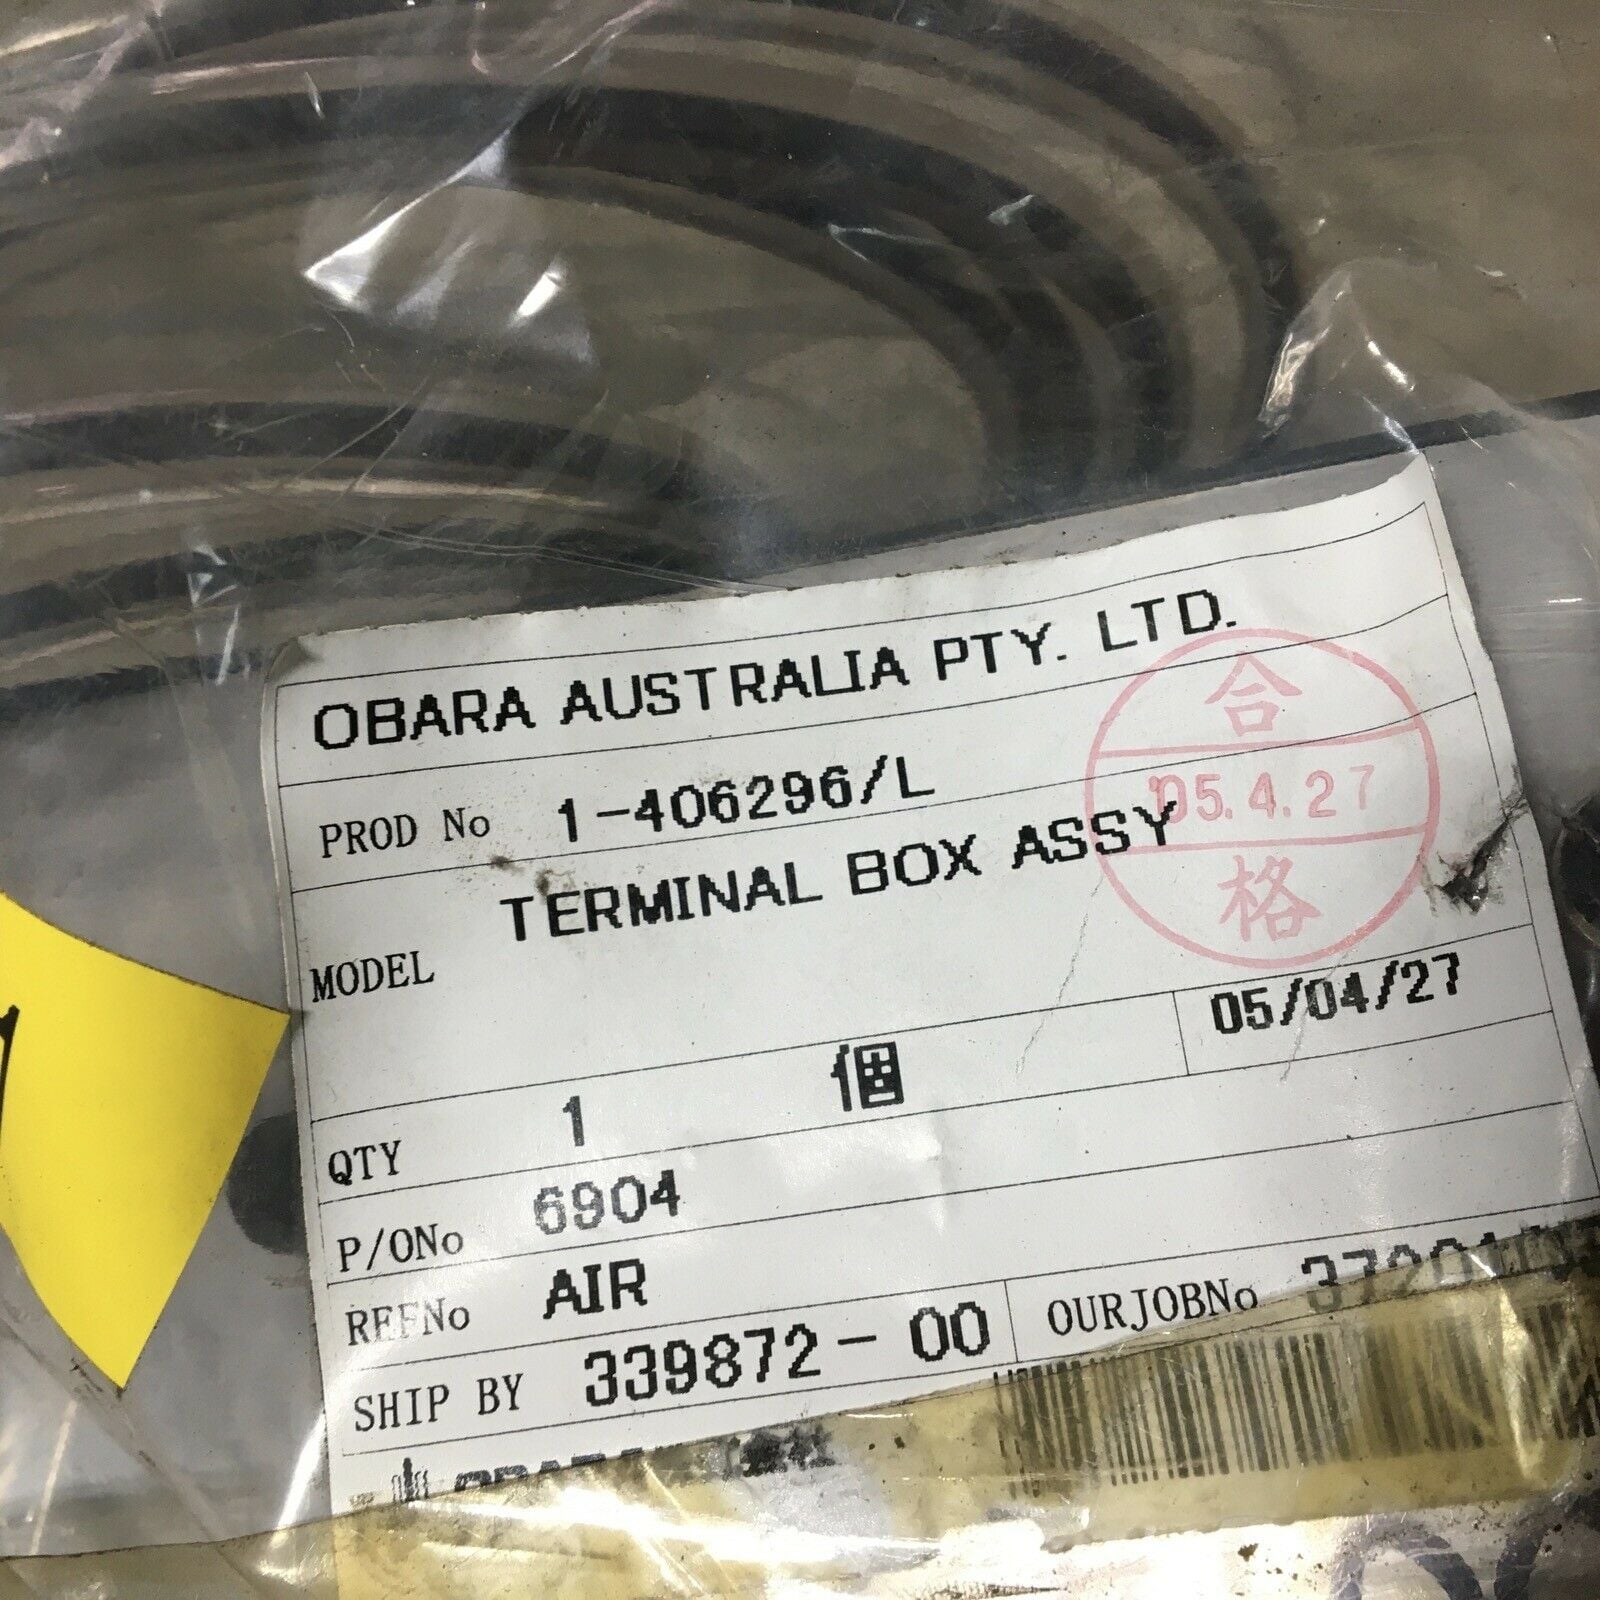 OBARA AUSTRALIA PTY. LTD.
PROD No 1-406296/L
MODEL TERMINAL BOX ASSY
合
'05.4.27
格
05/04/27
QTY 1 個
P/ONo 6904
REFNo AIR
SHIP BY 339872-00 OURJOBNo